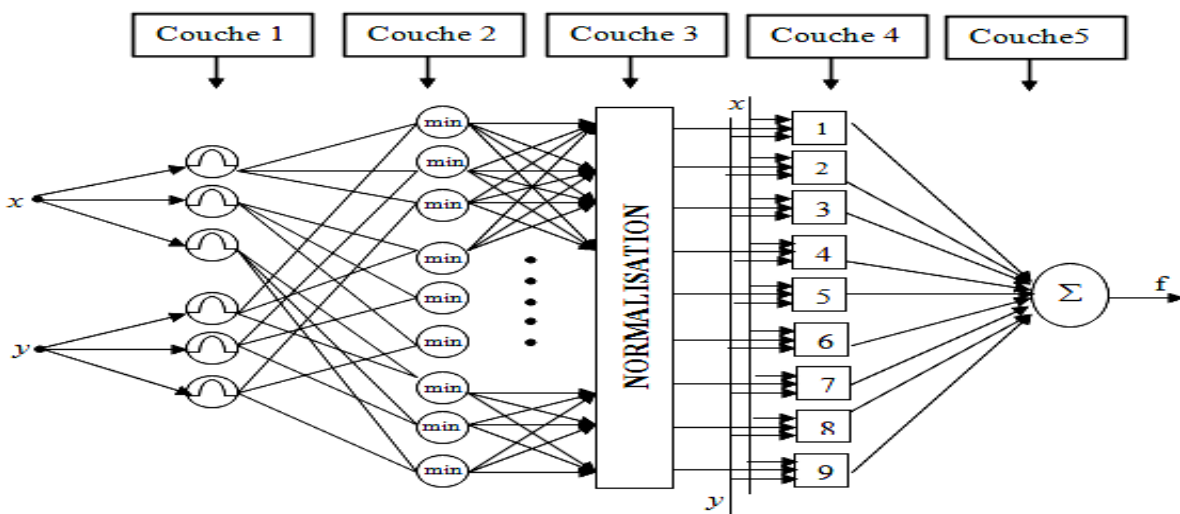 Couche 1
Couche 2
Couche 3
Couche 4
Couche5
x
y
min
min
min
min
min
min
min
min
min
NORMALISATION
x
y
1
2
3
4
5
6
7
8
9
Σ
f